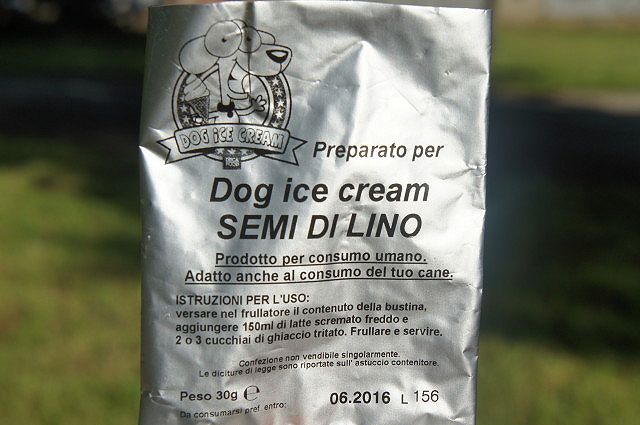 DOG ICE CREAM
Preparato per
Dog ice cream
SEMI DI LINO
Prodotto per consumo umano.
Adatto anche al consumo del tuo cane.
ISTRUZIONI PER L'USO:
versare nel frullatore il contenuto della bustina,
aggiungere 150ml di latte scremato freddo e
2 o 3 cucchiai di ghiaccio tritato. Frullare e servire.
Confezione non vendibile singolarmente.
Le diciture di legge sono riportate sull' astuccio contenitore.
Peso 30g ℮ 06.2016 L 156
Da consumarsi pref. entro: